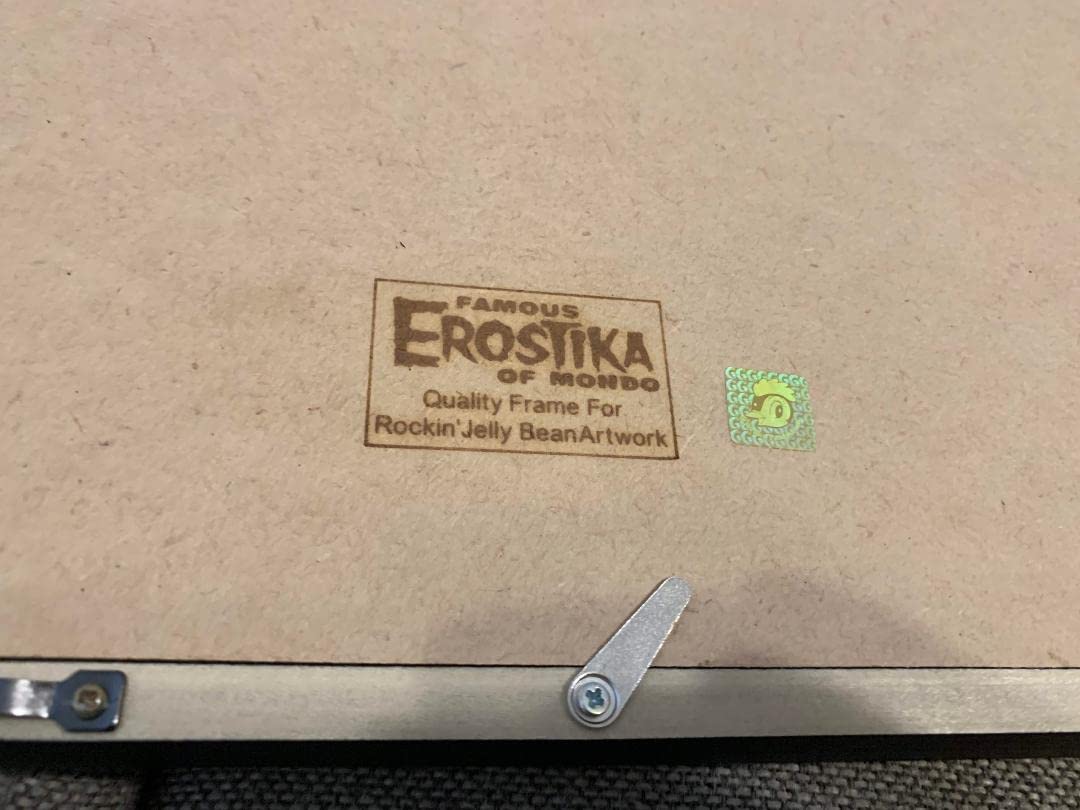 FAMOUS
EROSTIKA
OF MONDO
Quality Frame For
Rockin'Jelly BeanArtwork